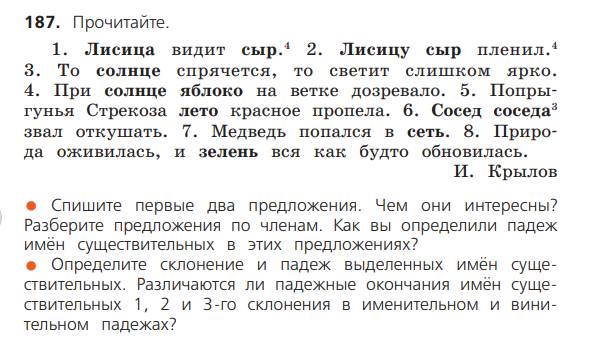 187. Прочитайте.
1. Лисица видит сыр.⁴ 2. Лисицу сыр пленил.⁴
3. То солнце спрячется, то светит слишком ярко.
4. При солнце яблоко на ветке дозревало. 5. Попры-
гунья Стрекоза лето красное пропела. 6. Сосед соседа³
звал откушать. 7. Медведь попался в сеть. 8. Приро-
да оживилась, и зелень вся как будто обновилась.
И. Крылов
● Спишите первые два предложения. Чем они интересны?
Разберите предложения по членам. Как вы определили падеж
имён существительных в этих предложениях?
● Определите склонение и падеж выделенных имён суще-
ствительных. Различаются ли падежные окончания имён суще-
ствительных 1, 2 и 3-го склонения в именительном и вини-
тельном падежах?